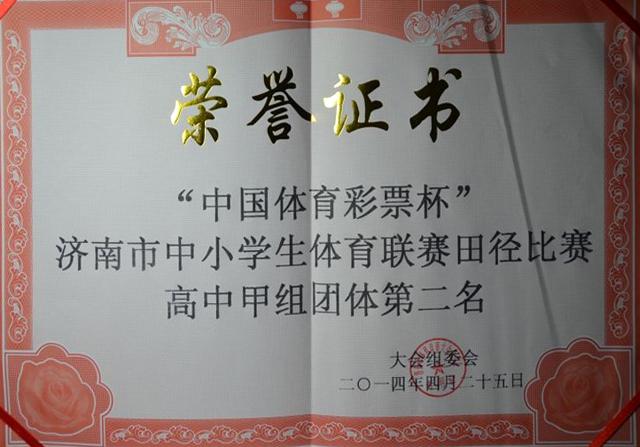 荣誉证书
“中国体育彩票杯”
济南市中小学生体育联赛田径比赛
高中甲组团体第二名
大会组委会
二〇一四年四月二十五日